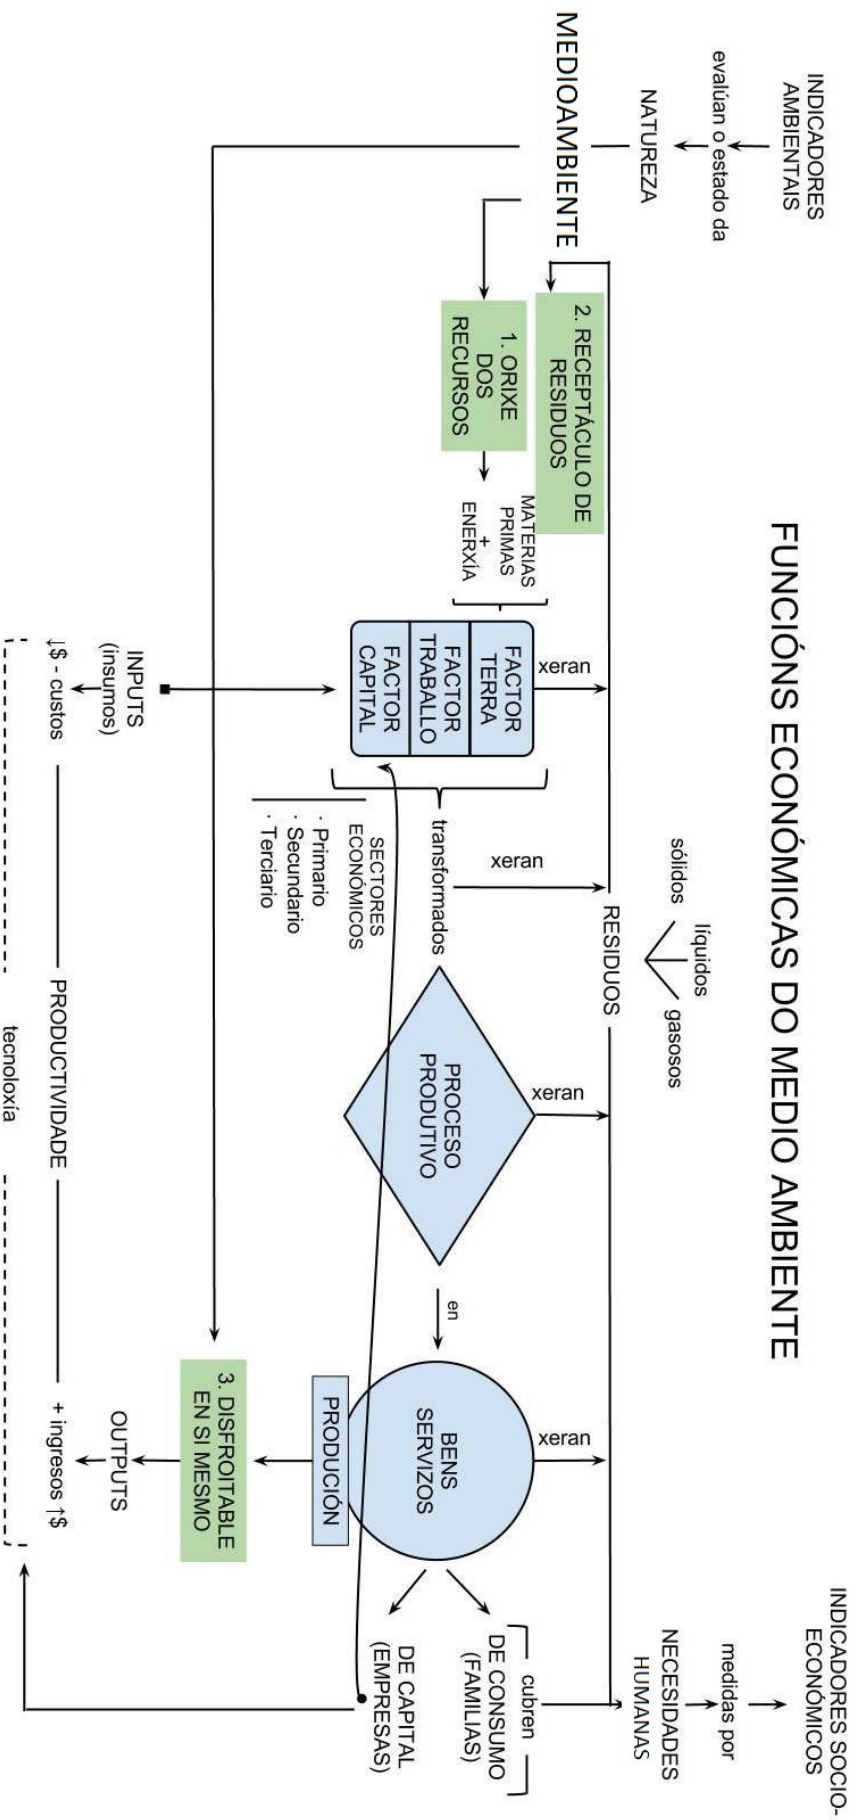 FUNCIÓNS ECONÓMICAS DO MEDIO AMBIENTE
INDICADORES
AMBIENTAIS
evalúan o estado da
NATUREZA
MEDIOAMBIENTE
2. RECEPTÁCULO DE
RESIDUOS
1. ORIXE
DOS
RECURSOS
MATERIAS
PRIMAS
+
ENERXÍA
FACTOR
TERRA
FACTOR
TRABALLO
FACTOR
CAPITAL
xeran
INPUTS
(insumos)
↓$ - custos
sólidos
líquidos
gasosos
RESIDUOS
xeran
transformados
SECTORES
ECONÓMICOS
· Primario
· Secundario
· Terciario
xeran
PROCESO
PRODUTIVO
PRODUCTIVIDADE
tecnoloxía
en
xeran
BENS
SERVIZOS
PRODUCIÓN
3. DISFROITABLE
EN SI MESMO
OUTPUTS
+ ingresos ↑$
INDICADORES SOCIO-
ECONÓMICOS
medidas por
NECESIDADES
HUMANAS
cubren
DE CONSUMO
(FAMILIAS)
DE CAPITAL
(EMPRESAS)